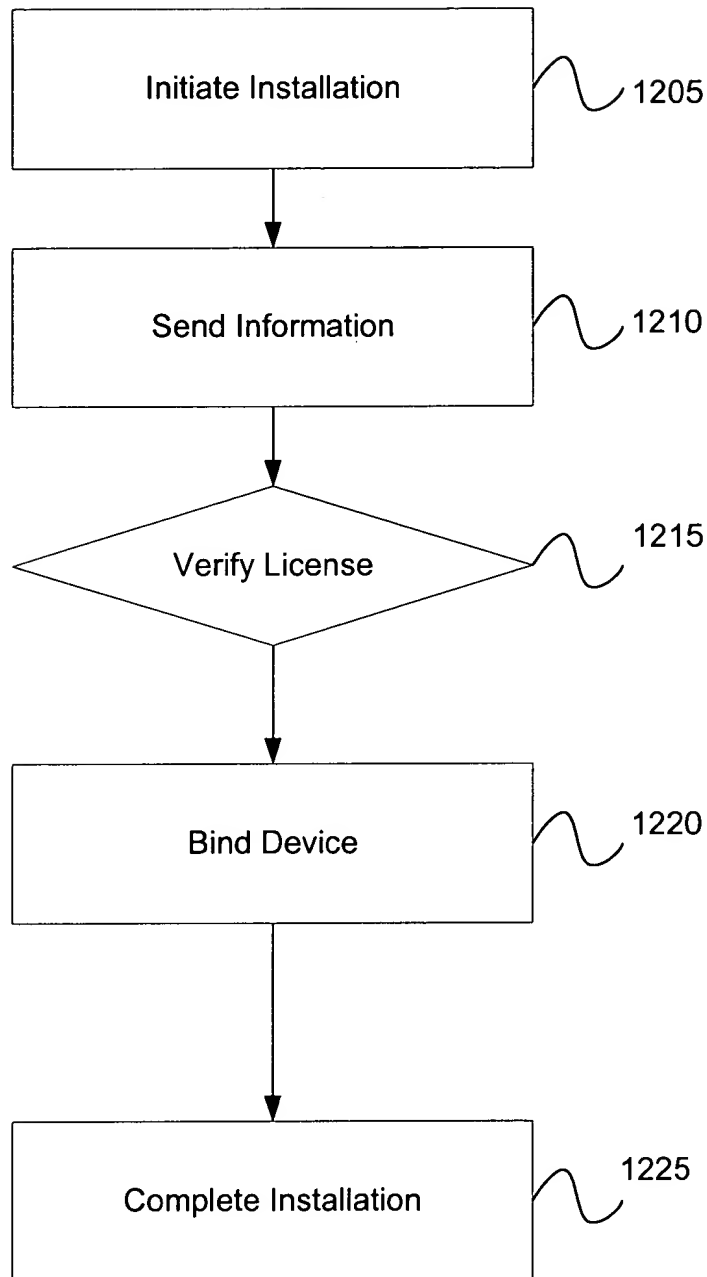 Initiate Installation
1205
Send Information
1210
Verify License
1215
Bind Device
1220
Complete Installation
1225